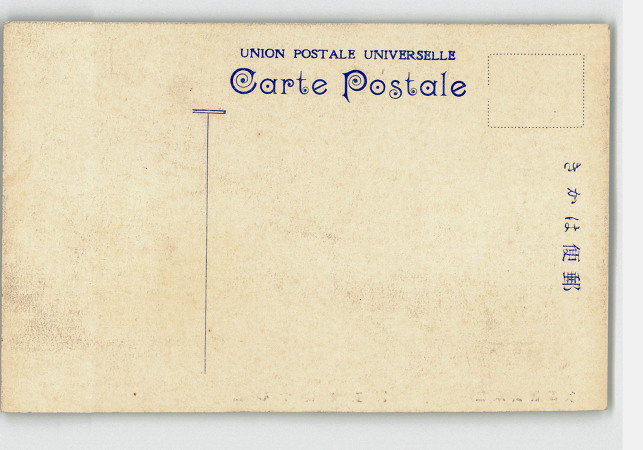 UNION POSTALE UNIVERSELLE
Carte Postale
郵便はかき